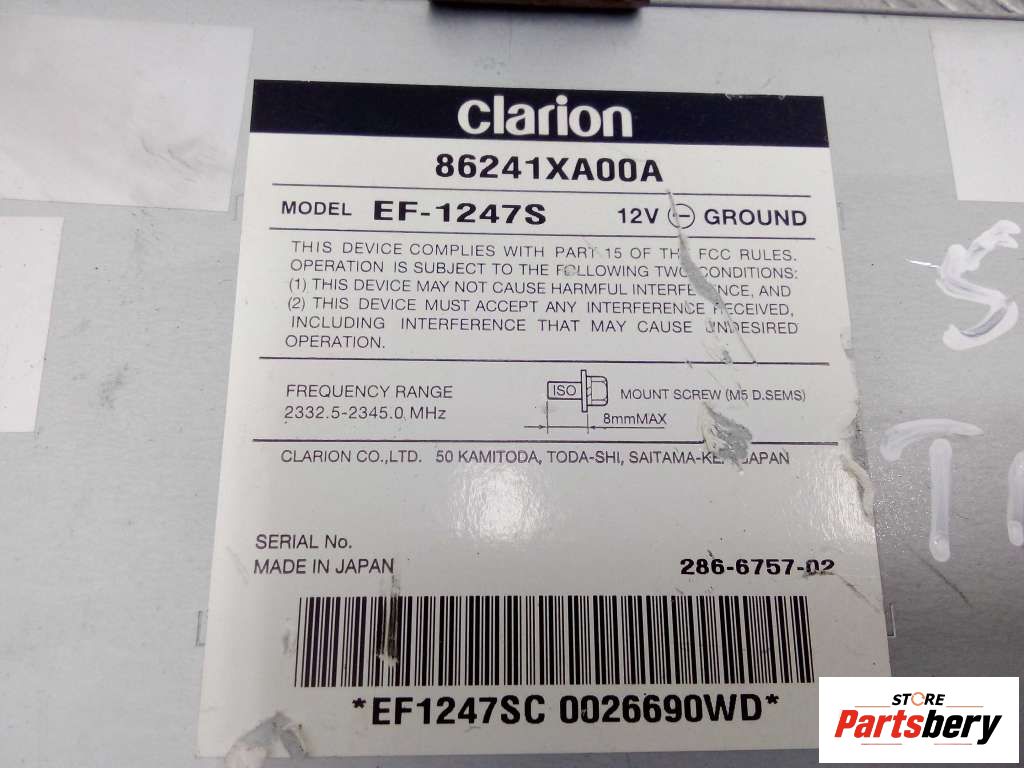 clarion
86241XA00A
MODEL EF-1247S 12V ⊖ GROUND
THIS DEVICE COMPLIES WITH PART 15 OF THE FCC RULES.
OPERATION IS SUBJECT TO THE FOLLOWING TWO CONDITIONS:
(1) THIS DEVICE MAY NOT CAUSE HARMFUL INTERFERENCE, AND
(2) THIS DEVICE MUST ACCEPT ANY INTERFERENCE RECEIVED,
INCLUDING INTERFERENCE THAT MAY CAUSE UNDESIRED
OPERATION.
FREQUENCY RANGE
2332.5-2345.0 MHz
ISO
MOUNT SCREW (M5 D.SEMS)
8mmMAX
CLARION CO.,LTD. 50 KAMITODA, TODA-SHI, SAITAMA-KEN JAPAN
SERIAL No.
MADE IN JAPAN
286-6757-02
*EF1247SC 0026690WD*
S
T
STORE
Partsbery